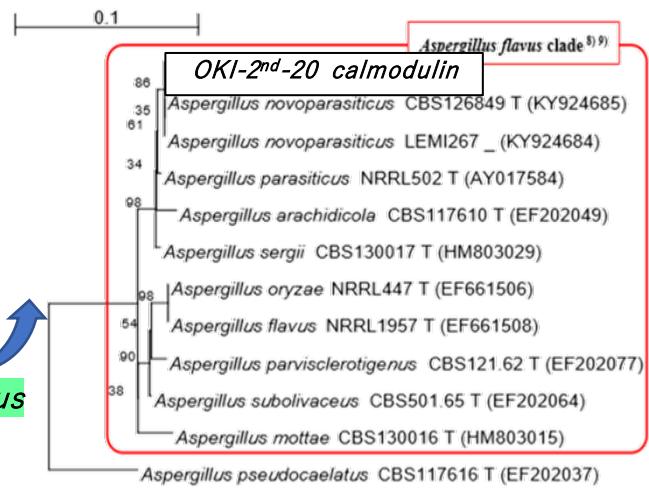 0.1
Aspergillus flavus clade 8) 9)
OKI-2nd-20 calmodulin
86
Aspergillus novoparasiticus CBS126849 T (KY924685)
35
61
Aspergillus novoparasiticus LEMI267 _ (KY924684)
34
Aspergillus parasiticus NRRL502 T (AY017584)
98
Aspergillus arachidicola CBS117610 T (EF202049)
Aspergillus sergii CBS130017 T (HM803029)
98
Aspergillus oryzae NRRL447 T (EF661506)
54
Aspergillus flavus NRRL1957 T (EF661508)
90
Aspergillus parvisclerotigenus CBS121.62 T (EF202077)
38
us
Aspergillus subolivaceus CBS501.65 T (EF202064)
Aspergillus mottae CBS130016 T (HM803015)
Aspergillus pseudocaelatus CBS117616 T (EF202037)